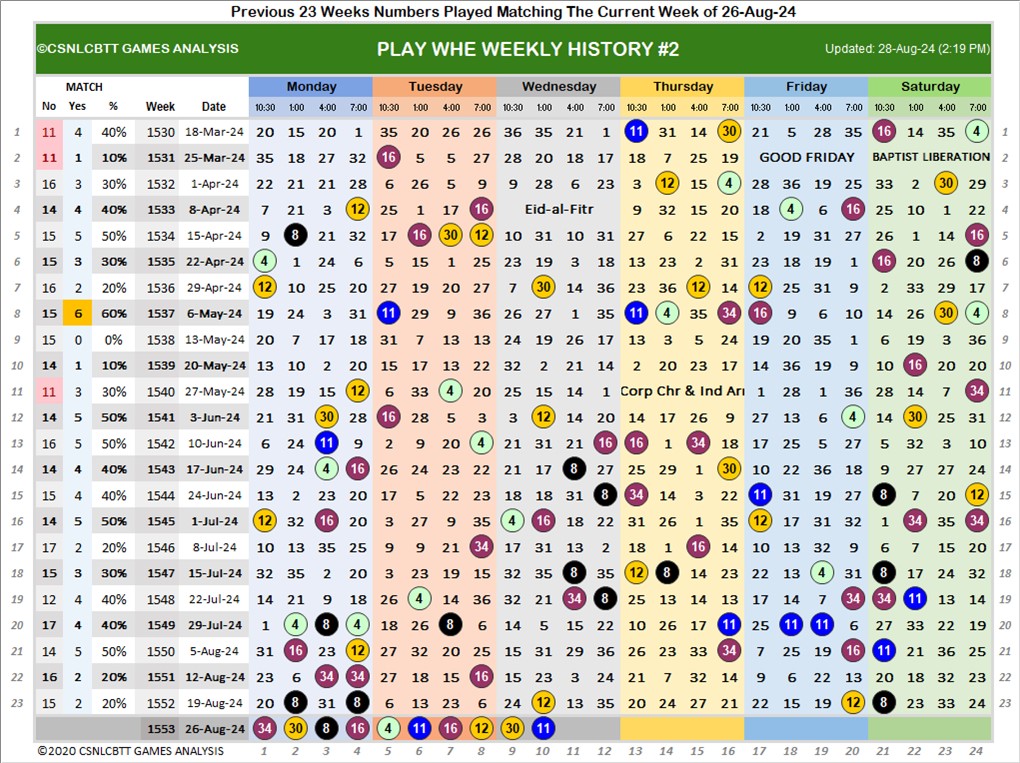 Previous 23 Weeks Numbers Played Matching The Current Week of 26-Aug-24
©CSNLCBTT GAMES ANALYSIS PLAY WHE WEEKLY HISTORY #2 Updated: 28-Aug-24 (2:19 PM)
MATCH Monday Tuesday Wednesday Thursday Friday Saturday
No Yes % Week Date 10:30 1:00 4:00 7:00 10:30 1:00 4:00 7:00 10:30 1:00 4:00 7:00 10:30 1:00 4:00 7:00 10:30 1:00 4:00 7:00 10:30 1:00 4:00 7:00
1 11 4 40% 1530 18-Mar-24 20 15 20 1 35 20 26 26 36 35 21 1 11 31 14 30 21 5 28 35 16 14 35 4 1
2 11 1 10% 1531 25-Mar-24 35 18 27 32 16 5 5 27 28 20 18 17 18 7 25 19 GOOD FRIDAY BAPTIST LIBERATION 2
3 16 3 30% 1532 1-Apr-24 22 21 21 28 6 26 5 9 9 28 6 23 3 12 15 4 28 36 19 25 33 2 30 29 3
4 14 4 40% 1533 8-Apr-24 7 21 3 12 25 1 17 16 Eid-al-Fitr 9 32 15 20 18 4 6 16 25 10 1 22 4
5 15 5 50% 1534 15-Apr-24 9 8 21 32 17 16 30 12 10 31 10 31 27 6 22 15 2 19 31 27 26 1 14 16 5
6 15 3 30% 1535 22-Apr-24 4 1 24 6 5 15 1 25 23 19 3 18 13 23 2 31 23 18 19 1 16 20 26 8 6
7 16 2 20% 1536 29-Apr-24 12 10 25 20 27 19 20 27 7 30 14 36 23 36 12 14 12 25 31 9 2 33 29 17 7
8 15 6 60% 1537 6-May-24 19 24 3 31 11 29 9 36 26 27 1 35 11 4 35 34 16 9 6 10 14 26 30 4 8
9 15 0 0% 1538 13-May-24 20 7 17 18 31 7 13 13 24 19 26 17 13 3 5 24 19 20 35 1 6 19 3 36 9
10 14 1 10% 1539 20-May-24 13 10 2 20 15 17 13 22 32 2 21 14 2 20 23 17 14 20 36 4 10 16 20 20 10
11 11 3 30% 1540 27-May-24 28 19 15 12 6 33 4 20 25 15 14 1 Corp Chr & Ind Arr 1 28 1 36 28 14 7 34 11
12 14 5 50% 1541 3-Jun-24 21 31 30 28 16 28 5 3 3 12 14 20 14 17 26 9 27 13 2 4 14 30 25 31 12
13 16 5 50% 1542 10-Jun-24 6 24 11 9 2 9 20 4 21 31 21 16 16 1 34 18 17 25 5 27 5 32 3 10 13
14 14 4 40% 1543 17-Jun-24 29 24 4 16 26 24 23 22 21 17 8 27 25 29 1 30 10 22 36 18 9 27 27 24 14
15 15 4 40% 1544 24-Jun-24 13 2 23 20 17 5 22 23 18 18 31 8 34 14 3 22 11 31 19 27 8 7 20 12 15
16 14 5 50% 1545 1-Jul-24 12 32 16 20 3 27 9 35 4 16 18 22 31 26 1 35 12 17 31 32 1 34 35 34 16
17 17 2 20% 1546 8-Jul-24 10 13 35 25 9 9 21 34 17 31 13 2 18 1 16 14 10 13 32 9 6 7 15 20 17
18 15 3 30% 1547 15-Jul-24 32 35 2 20 3 23 19 15 32 35 8 35 12 8 14 23 22 13 4 31 8 17 24 32 18
19 12 4 40% 1548 22-Jul-24 14 21 9 18 26 4 14 36 32 21 34 8 25 13 14 13 17 14 7 34 34 11 13 14 19
20 17 4 40% 1549 29-Jul-24 1 4 8 4 18 26 8 6 14 5 15 22 10 26 17 11 25 11 11 6 27 33 22 19 20
21 14 5 50% 1550 5-Aug-24 31 16 23 12 27 32 20 25 15 31 29 36 26 23 33 34 7 25 19 16 11 21 36 25 21
22 16 2 20% 1551 12-Aug-24 23 6 34 34 27 18 15 16 15 23 3 24 21 7 32 14 9 6 22 13 20 18 32 23 22
23 15 2 20% 1552 19-Aug-24 20 8 31 8 6 13 23 6 24 12 13 35 20 24 27 21 22 15 19 12 8 23 33 24 23
1553 26-Aug-24 34 30 8 16 4 11 16 12 30 11
©2020 CSNLCBTT GAMES ANALYSIS 1 2 3 4 5 6 7 8 9 10 11 12 13 14 15 16 17 18 19 20 21 22 23 24